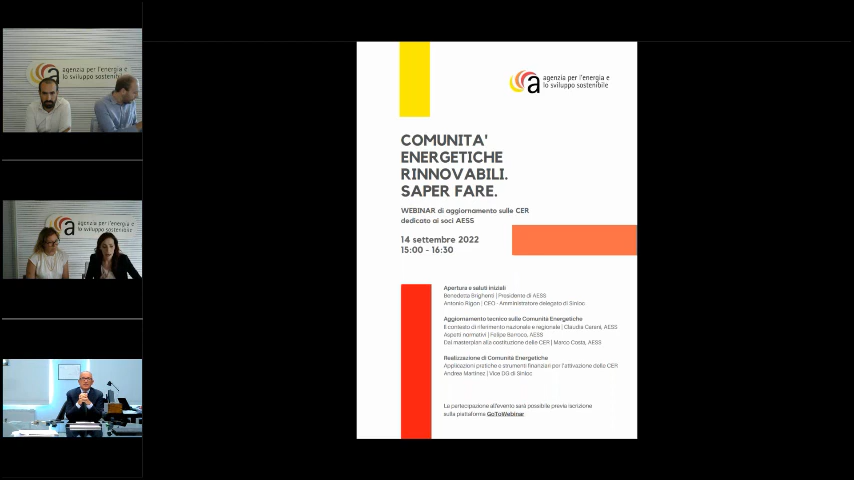 agenzia per l'energia e
lo sviluppo sostenibile
agenzia per l'energia e
lo sviluppo sostenibile
a agenzia per l'energia e
lo sviluppo sostenibile
COMUNITA'
ENERGETICHE
RINNOVABILI.
SAPER FARE.
WEBINAR di aggiornamento sulle CER
dedicato ai soci AESS
14 settembre 2022
15:00 - 16:30
Apertura e saluti iniziali
Benedetta Brighenti | Presidente di AESS
Antonio Rigon | CEO - Amministratore delegato di Sinloc
Aggiornamento tecnico sulle Comunità Energetiche
Il contesto di riferimento nazionale e regionale | Claudia Carani, AESS
Aspetti normativi | Felipe Barroco, AESS
Dal masterplan alla costituzione delle CER | Marco Costa, AESS
Realizzazione di Comunità Energetiche
Applicazioni pratiche e strumenti finanziari per l'attivazione delle CER
Andrea Martinez | Vice DG di Sinloc
La partecipazione all'evento sarà possibile previa iscrizione
sulla piattaforma GoToWebinar